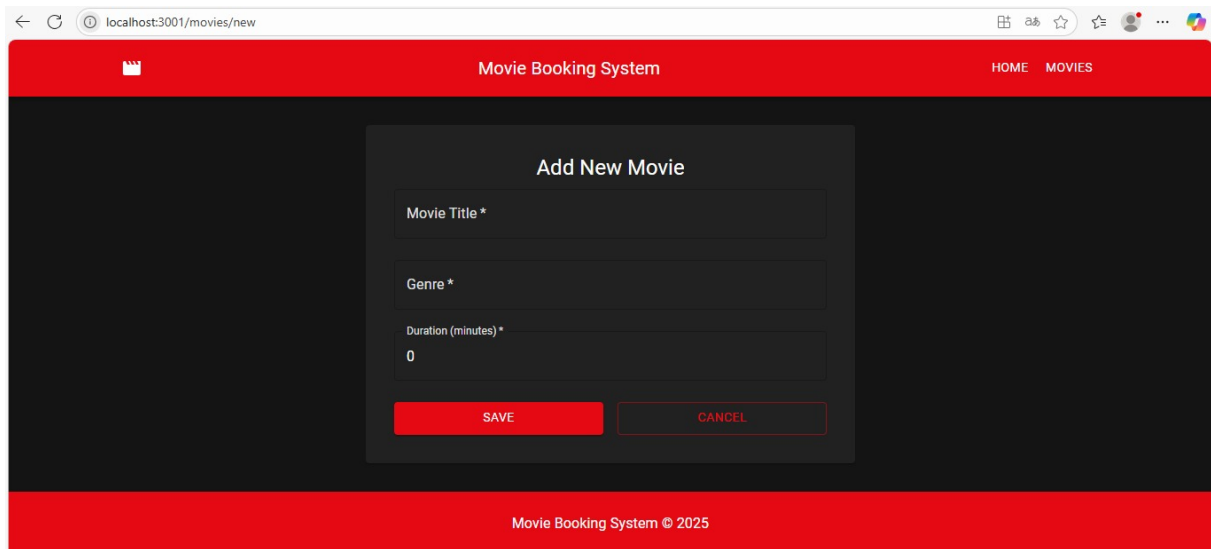 localhost:3001/movies/new
Movie Booking System
HOME MOVIES
Add New Movie
Movie Title *
Genre *
Duration (minutes) *
0
SAVE CANCEL
Movie Booking System © 2025